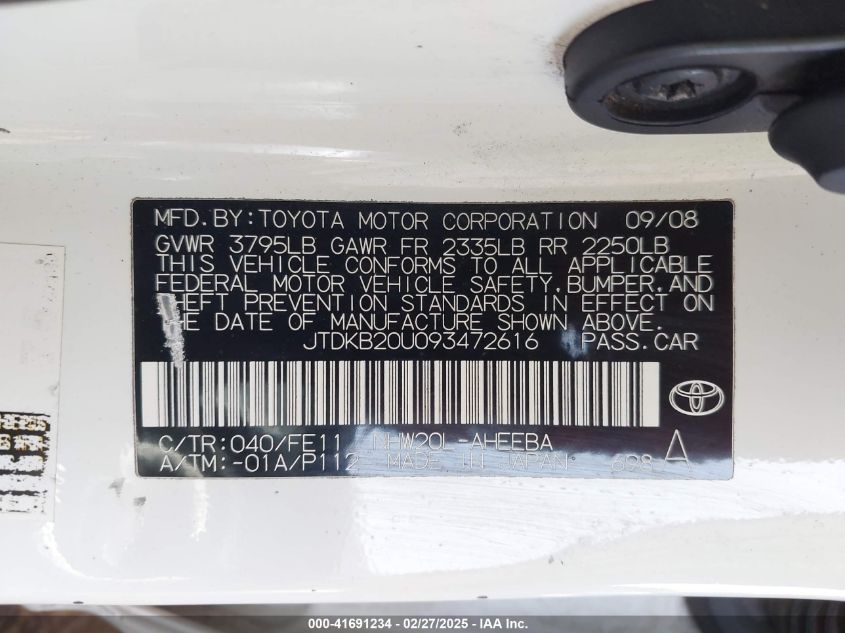 MFD.BY:TOYOTA MOTOR CORPORATION 09/08
GVWR 3795LB GAWR FR 2335LB RR 2250LB
THIS VEHICLE CONFORMS TO ALL APPLICABLE
FEDERAL MOTOR VEHICLE SAFETY,BUMPER,AND
THEFT PREVENTION STANDARDS IN EFFECT ON
THE DATE OF MANUFACTURE SHOWN ABOVE.
JTDKB20U093472616 PASS.CAR
C/TR:040/FE11 NHW20L-AHEEBA
A/TM:-01A/P112 MADE IN JAPAN: 698 A
000-41691234 - 02/27/2025 - IAA Inc.